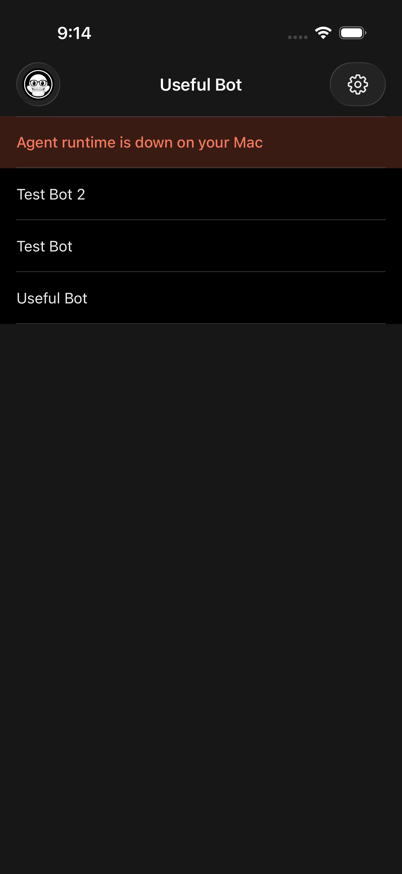 9:14
Useful Bot
Agent runtime is down on your Mac
Test Bot 2
Test Bot
Useful Bot